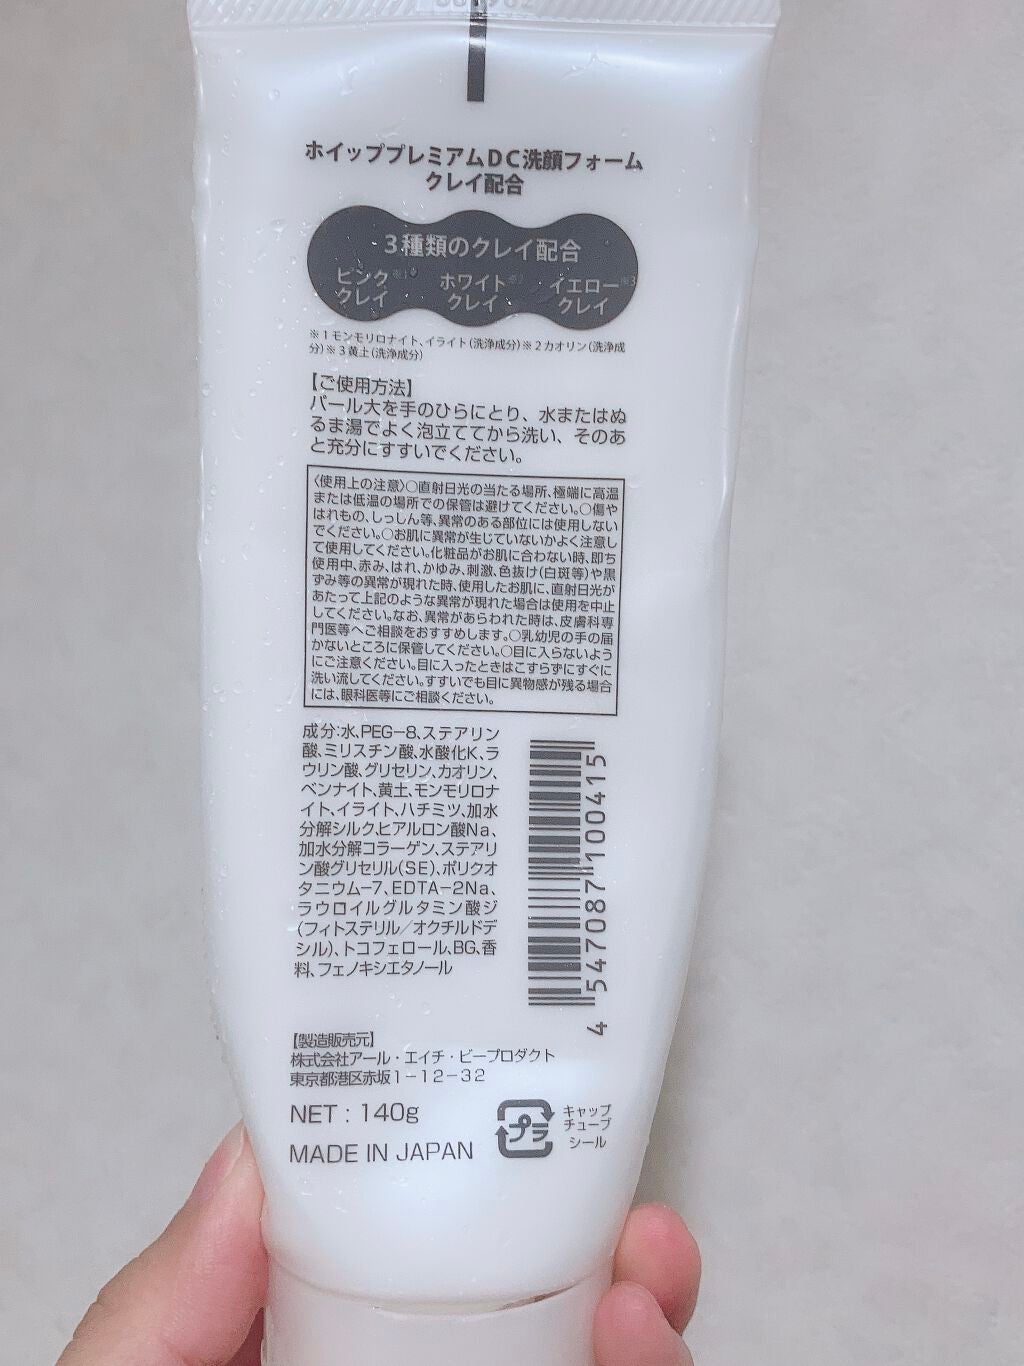 ホイッププレミアムDC洗顔フォーム
クレイ配合
3種類のクレイ配合
ピンク※1 ホワイト※2 イエロー※3
クレイ クレイ クレイ
※1モンモリロナイト、イライト(洗浄成分)※2カオリン(洗浄成
分)※3黄土(洗浄成分)
【ご使用方法】
パール大を手のひらにとり、水またはぬ
るま湯でよく泡立ててから洗い、そのあ
と充分にすすいでください。
〈使用上の注意〉○直射日光の当たる場所、極端に高温
または低温の場所での保管は避けてください。○傷や
はれもの、しっしん等、異常のある部位には使用しない
でください。○お肌に異常が生じていないかよく注意し
て使用してください。化粧品がお肌に合わない時、即ち
使用中、赤み、はれ、かゆみ、刺激、色抜け(白斑等)や黒
ずみ等の異常が現れた時、使用したお肌に、直射日光が
あたって上記のような異常が現れた場合は使用を中止
してください。なお、異常があらわれた時は、皮膚科専
門医等へご相談をおすすめします。○乳幼児の手の届
かないところに保管してください。○目に入らないよう
にご注意ください。目に入ったときはこすらずにすぐに
洗い流してください。すすいでも目に異物感が残る場合
には、眼科医等にご相談ください。
成分:水、PEG-8、ステアリン
酸、ミリスチン酸、水酸化K、ラ
ウリン酸、グリセリン、カオリン、
ベンナイト、黄土、モンモリロナ
イト、イライト、ハチミツ、加水
分解シルク、ヒアルロン酸Na、
加水分解コラーゲン、ステアリ
ン酸グリセリル(SE)、ポリクオ
タニウム-7、EDTA-2Na、
ラウロイルグルタミン酸ジ
(フィトステリル/オクチルドデ
シル)、トコフェロール、BG、香
料、フェノキシエタノール
4 547087 100415
【製造販売元】
株式会社アール・エイチ・ビープロダクト
東京都港区赤坂1-12-32
NET : 140g
MADE IN JAPAN
プラ
キャップ
チューブ
シール